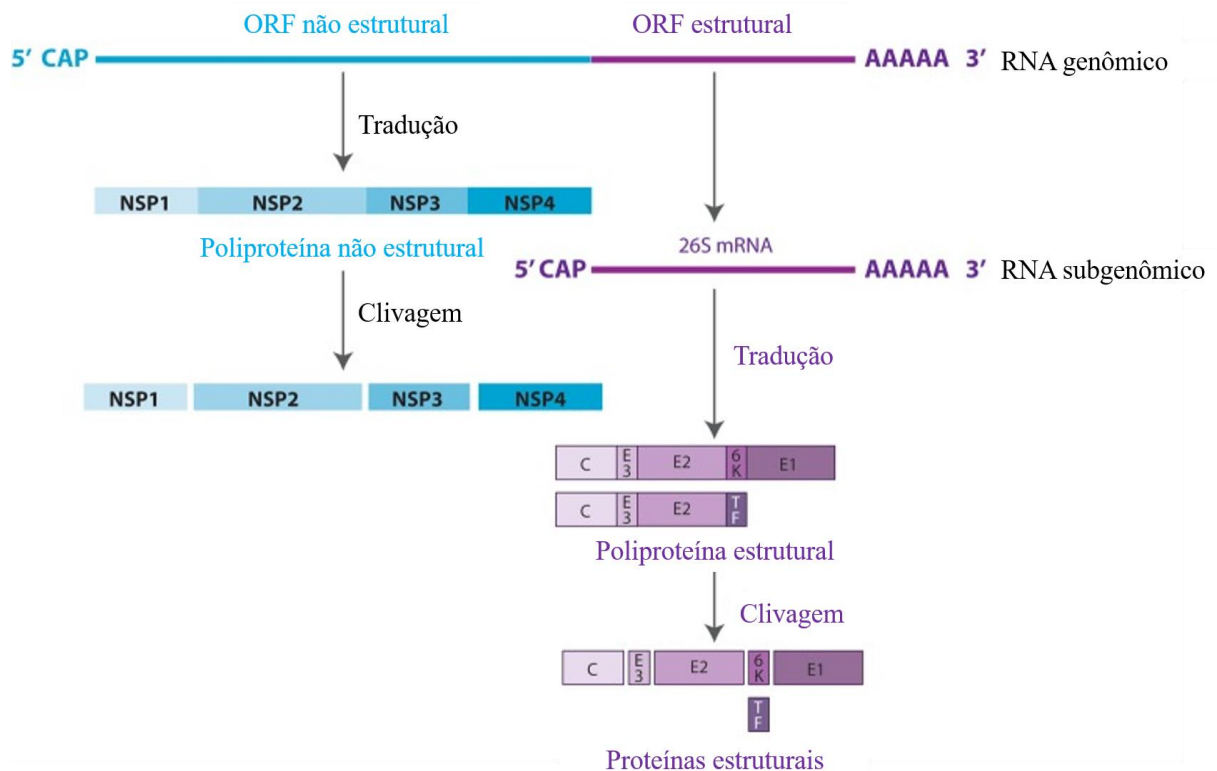 ORF não estrutural ORF estrutural
5' CAP AAAAA 3' RNA genômico
Tradução
NSP1 NSP2 NSP3 NSP4
Poliproteína não estrutural
26S mRNA
5' CAP AAAAA 3' RNA subgenômico
Clivagem
Tradução
NSP1 NSP2 NSP3 NSP4
C E3 E2 6K E1
C E3 E2 TF
Poliproteína estrutural
Clivagem
C E3 E2 6K E1
TF
Proteínas estruturais